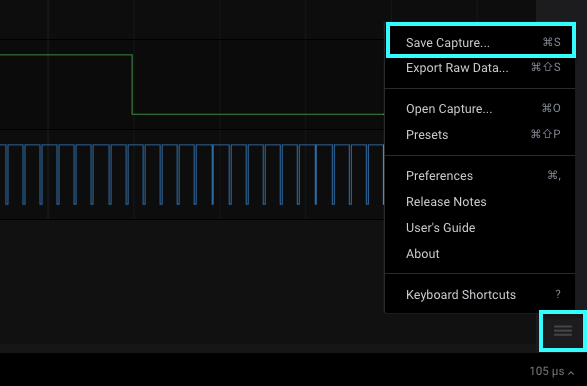 Save Capture... ⌘S
Export Raw Data... ⌘⇧S
Open Capture... ⌘O
Presets ⌘⇧P
Preferences ⌘,
Release Notes
User's Guide
About
Keyboard Shortcuts ?
105 µs